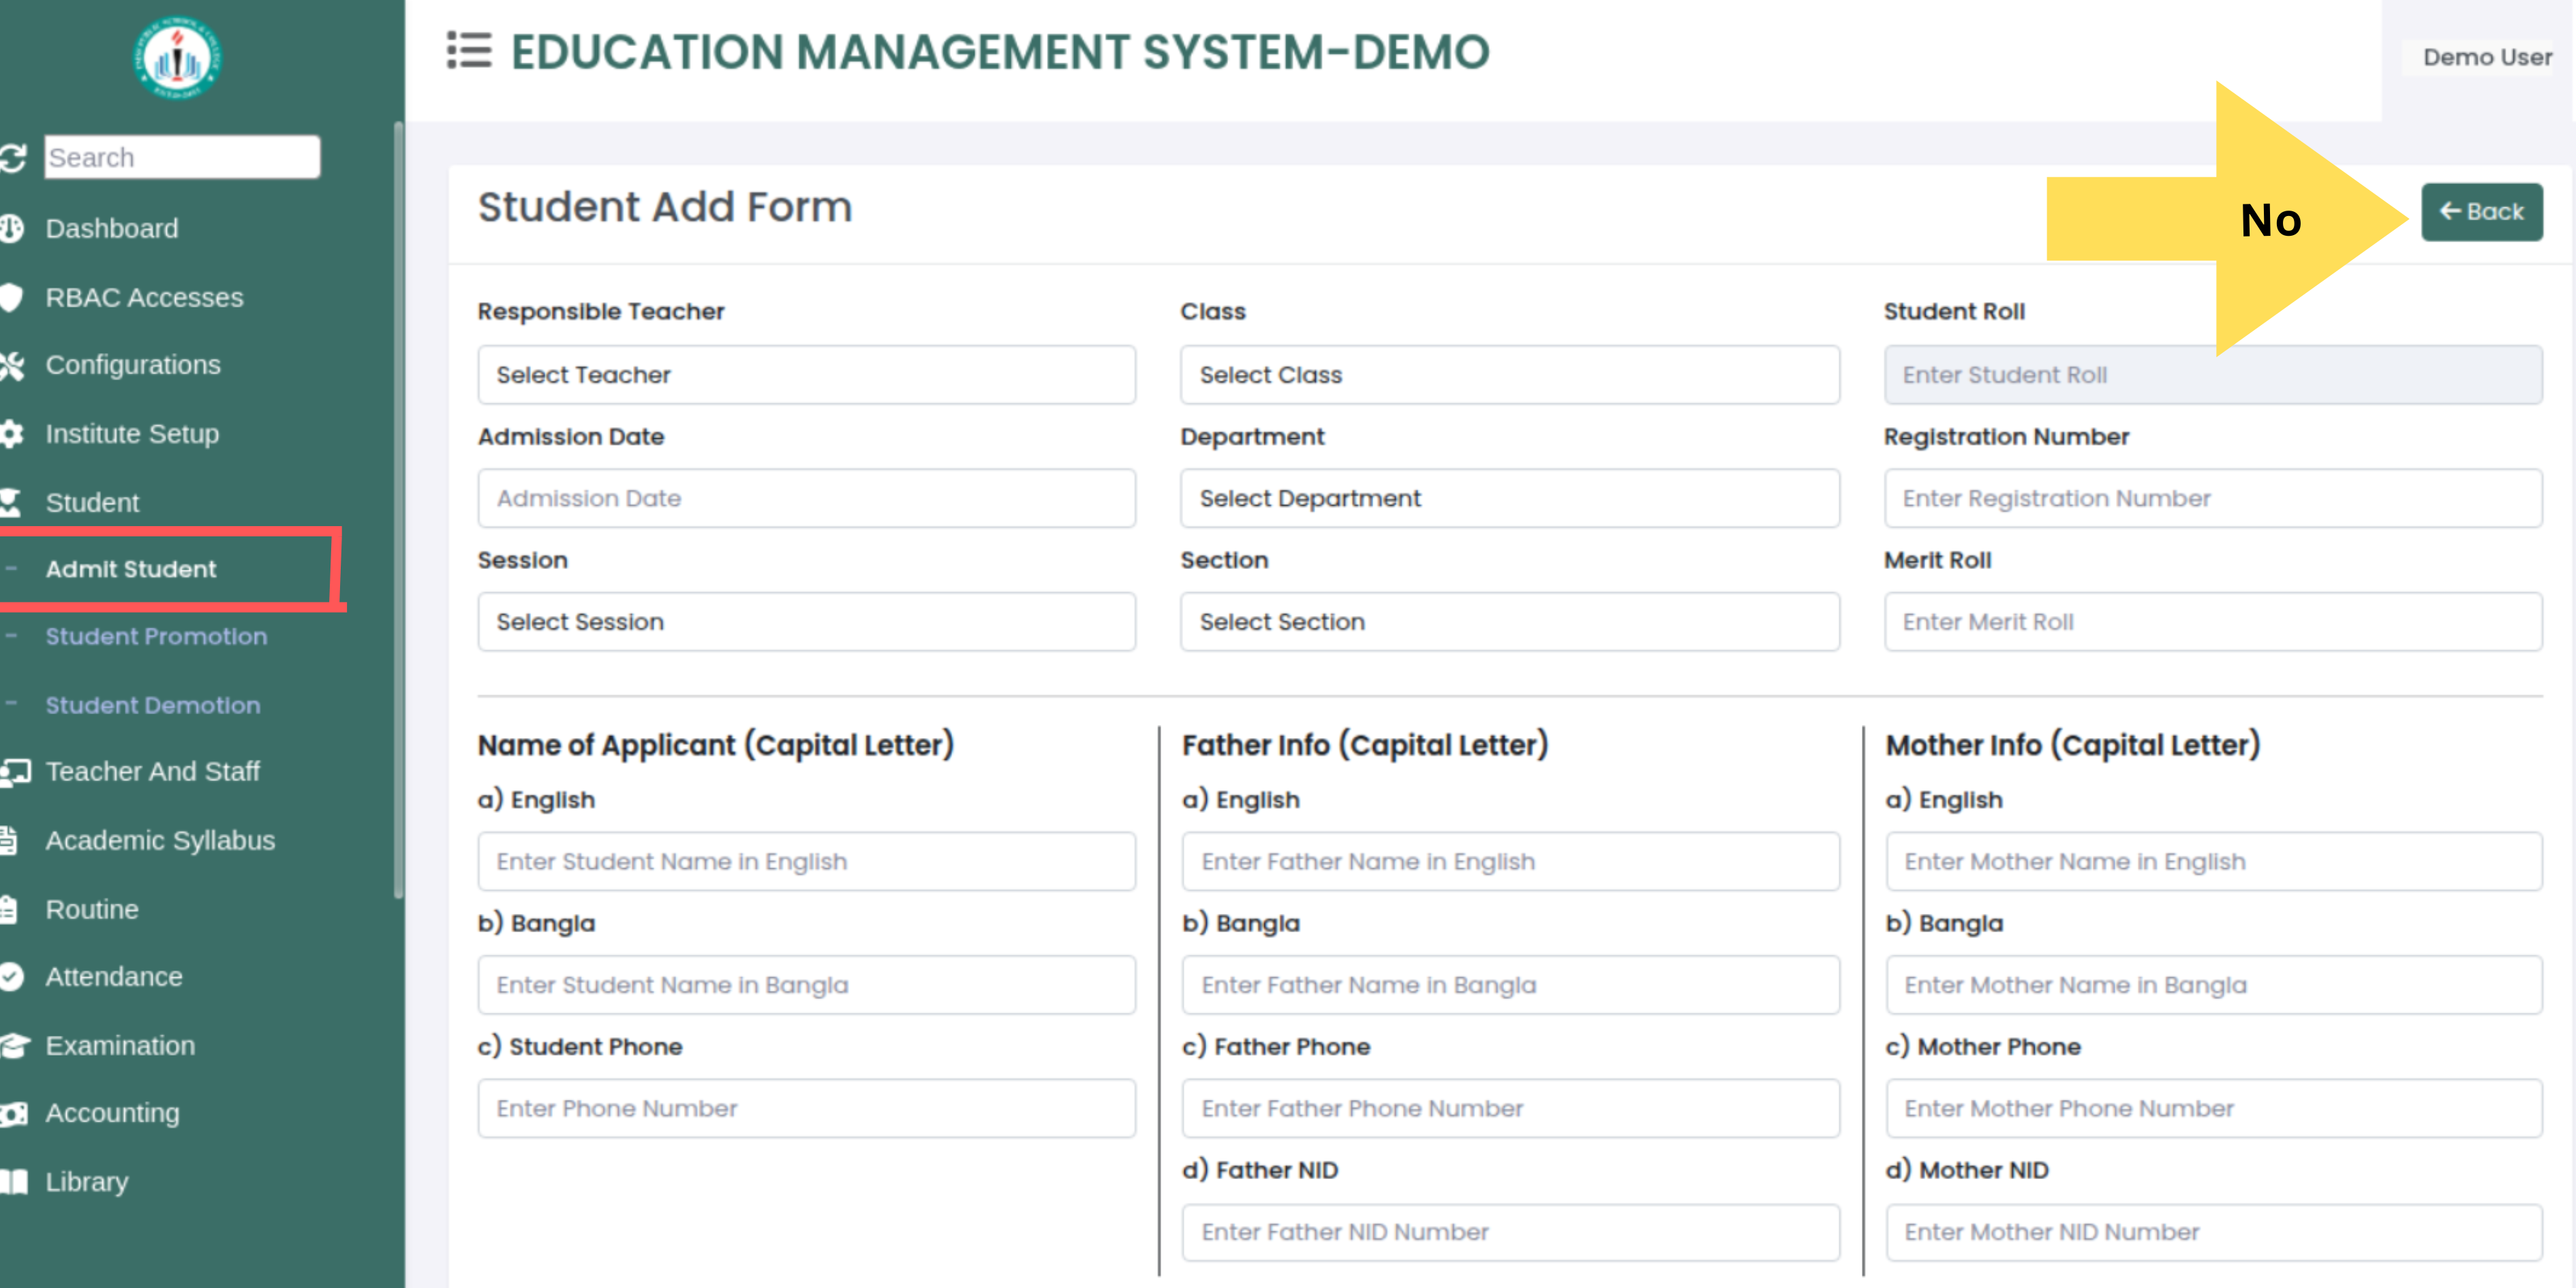 EDUCATION MANAGEMENT SYSTEM-DEMO
Demo User
Search
Dashboard
RBAC Accesses
Configurations
Institute Setup
Student
- Admit Student
- Student Promotion
- Student Demotion
Teacher And Staff
Academic Syllabus
Routine
Attendance
Examination
Accounting
Library
Student Add Form
No
Back
Responsible Teacher
Class
Student Roll
Select Teacher
Select Class
Enter Student Roll
Admission Date
Department
Registration Number
Admission Date
Select Department
Enter Registration Number
Session
Section
Merit Roll
Select Session
Select Section
Enter Merit Roll
Name of Applicant (Capital Letter)
a) English
Enter Student Name in English
b) Bangla
Enter Student Name in Bangla
c) Student Phone
Enter Phone Number
Father Info (Capital Letter)
a) English
Enter Father Name in English
b) Bangla
Enter Father Name in Bangla
c) Father Phone
Enter Father Phone Number
d) Father NID
Enter Father NID Number
Mother Info (Capital Letter)
a) English
Enter Mother Name in English
b) Bangla
Enter Mother Name in Bangla
c) Mother Phone
Enter Mother Phone Number
d) Mother NID
Enter Mother NID Number